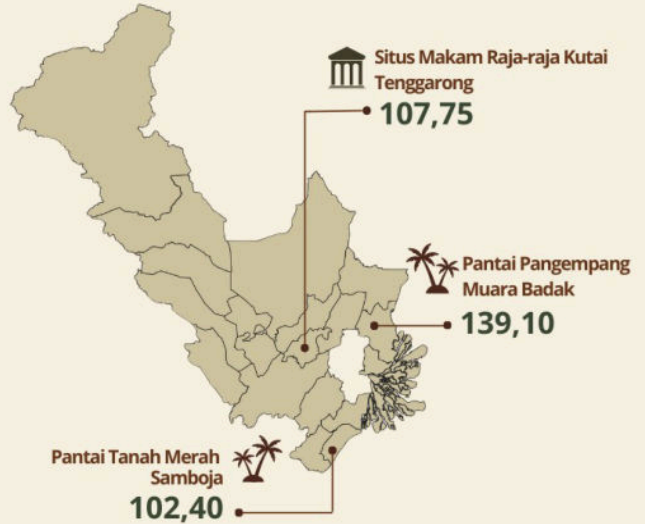 Situs Makam Raja-raja Kutai
Tenggarong
107,75
Pantai Pangempang
Muara Badak
139,10
Pantai Tanah Merah
Samboja
102,40